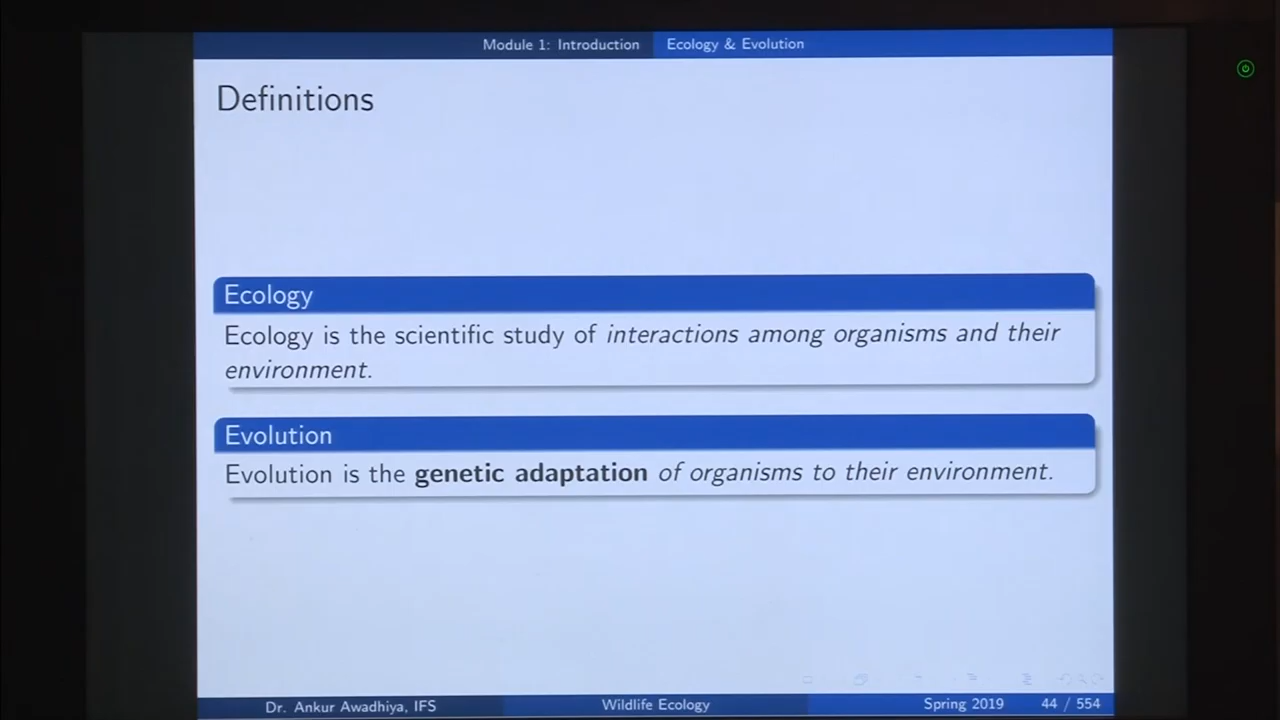 Module 1: Introduction Ecology & Evolution
Definitions
Ecology
Ecology is the scientific study of interactions among organisms and their
environment.
Evolution
Evolution is the genetic adaptation of organisms to their environment.
Dr. Ankur Awadhiya, IFS Wildlife Ecology Spring 2019 44 / 554